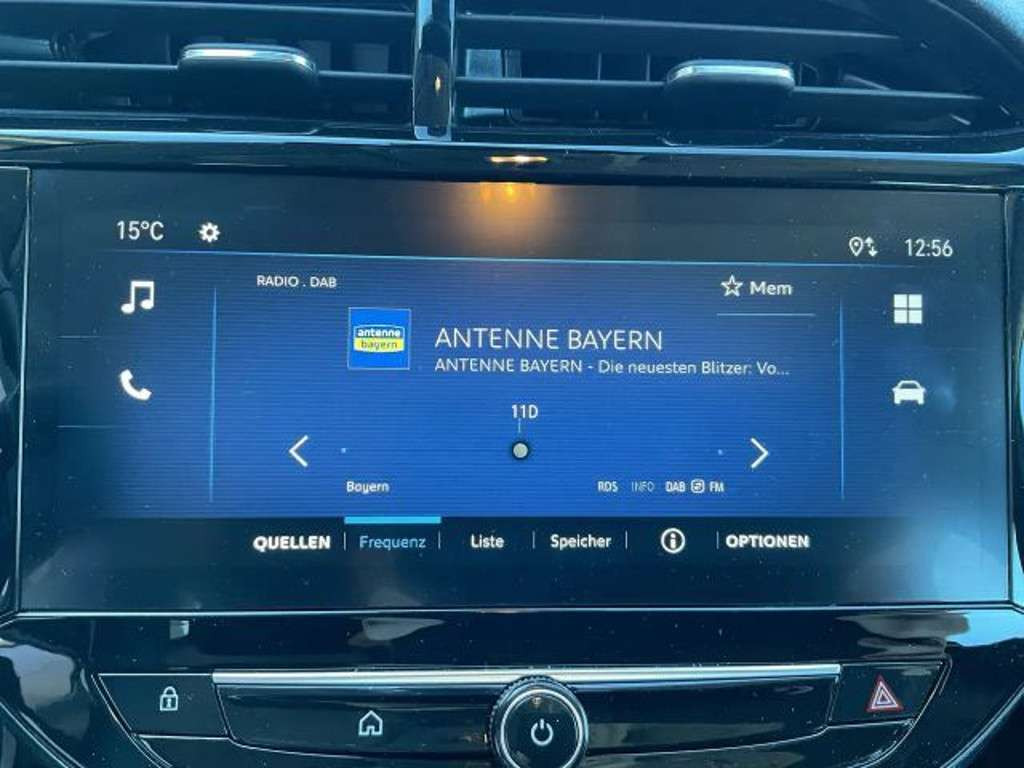 15°C
12:56
RADIO . DAB
Mem
antenne
bayern
ANTENNE BAYERN
ANTENNE BAYERN - Die neuesten Blitzer: Vo...
11D
Bayern
RDS INFO DAB FM
QUELLEN Frequenz Liste Speicher i OPTIONEN